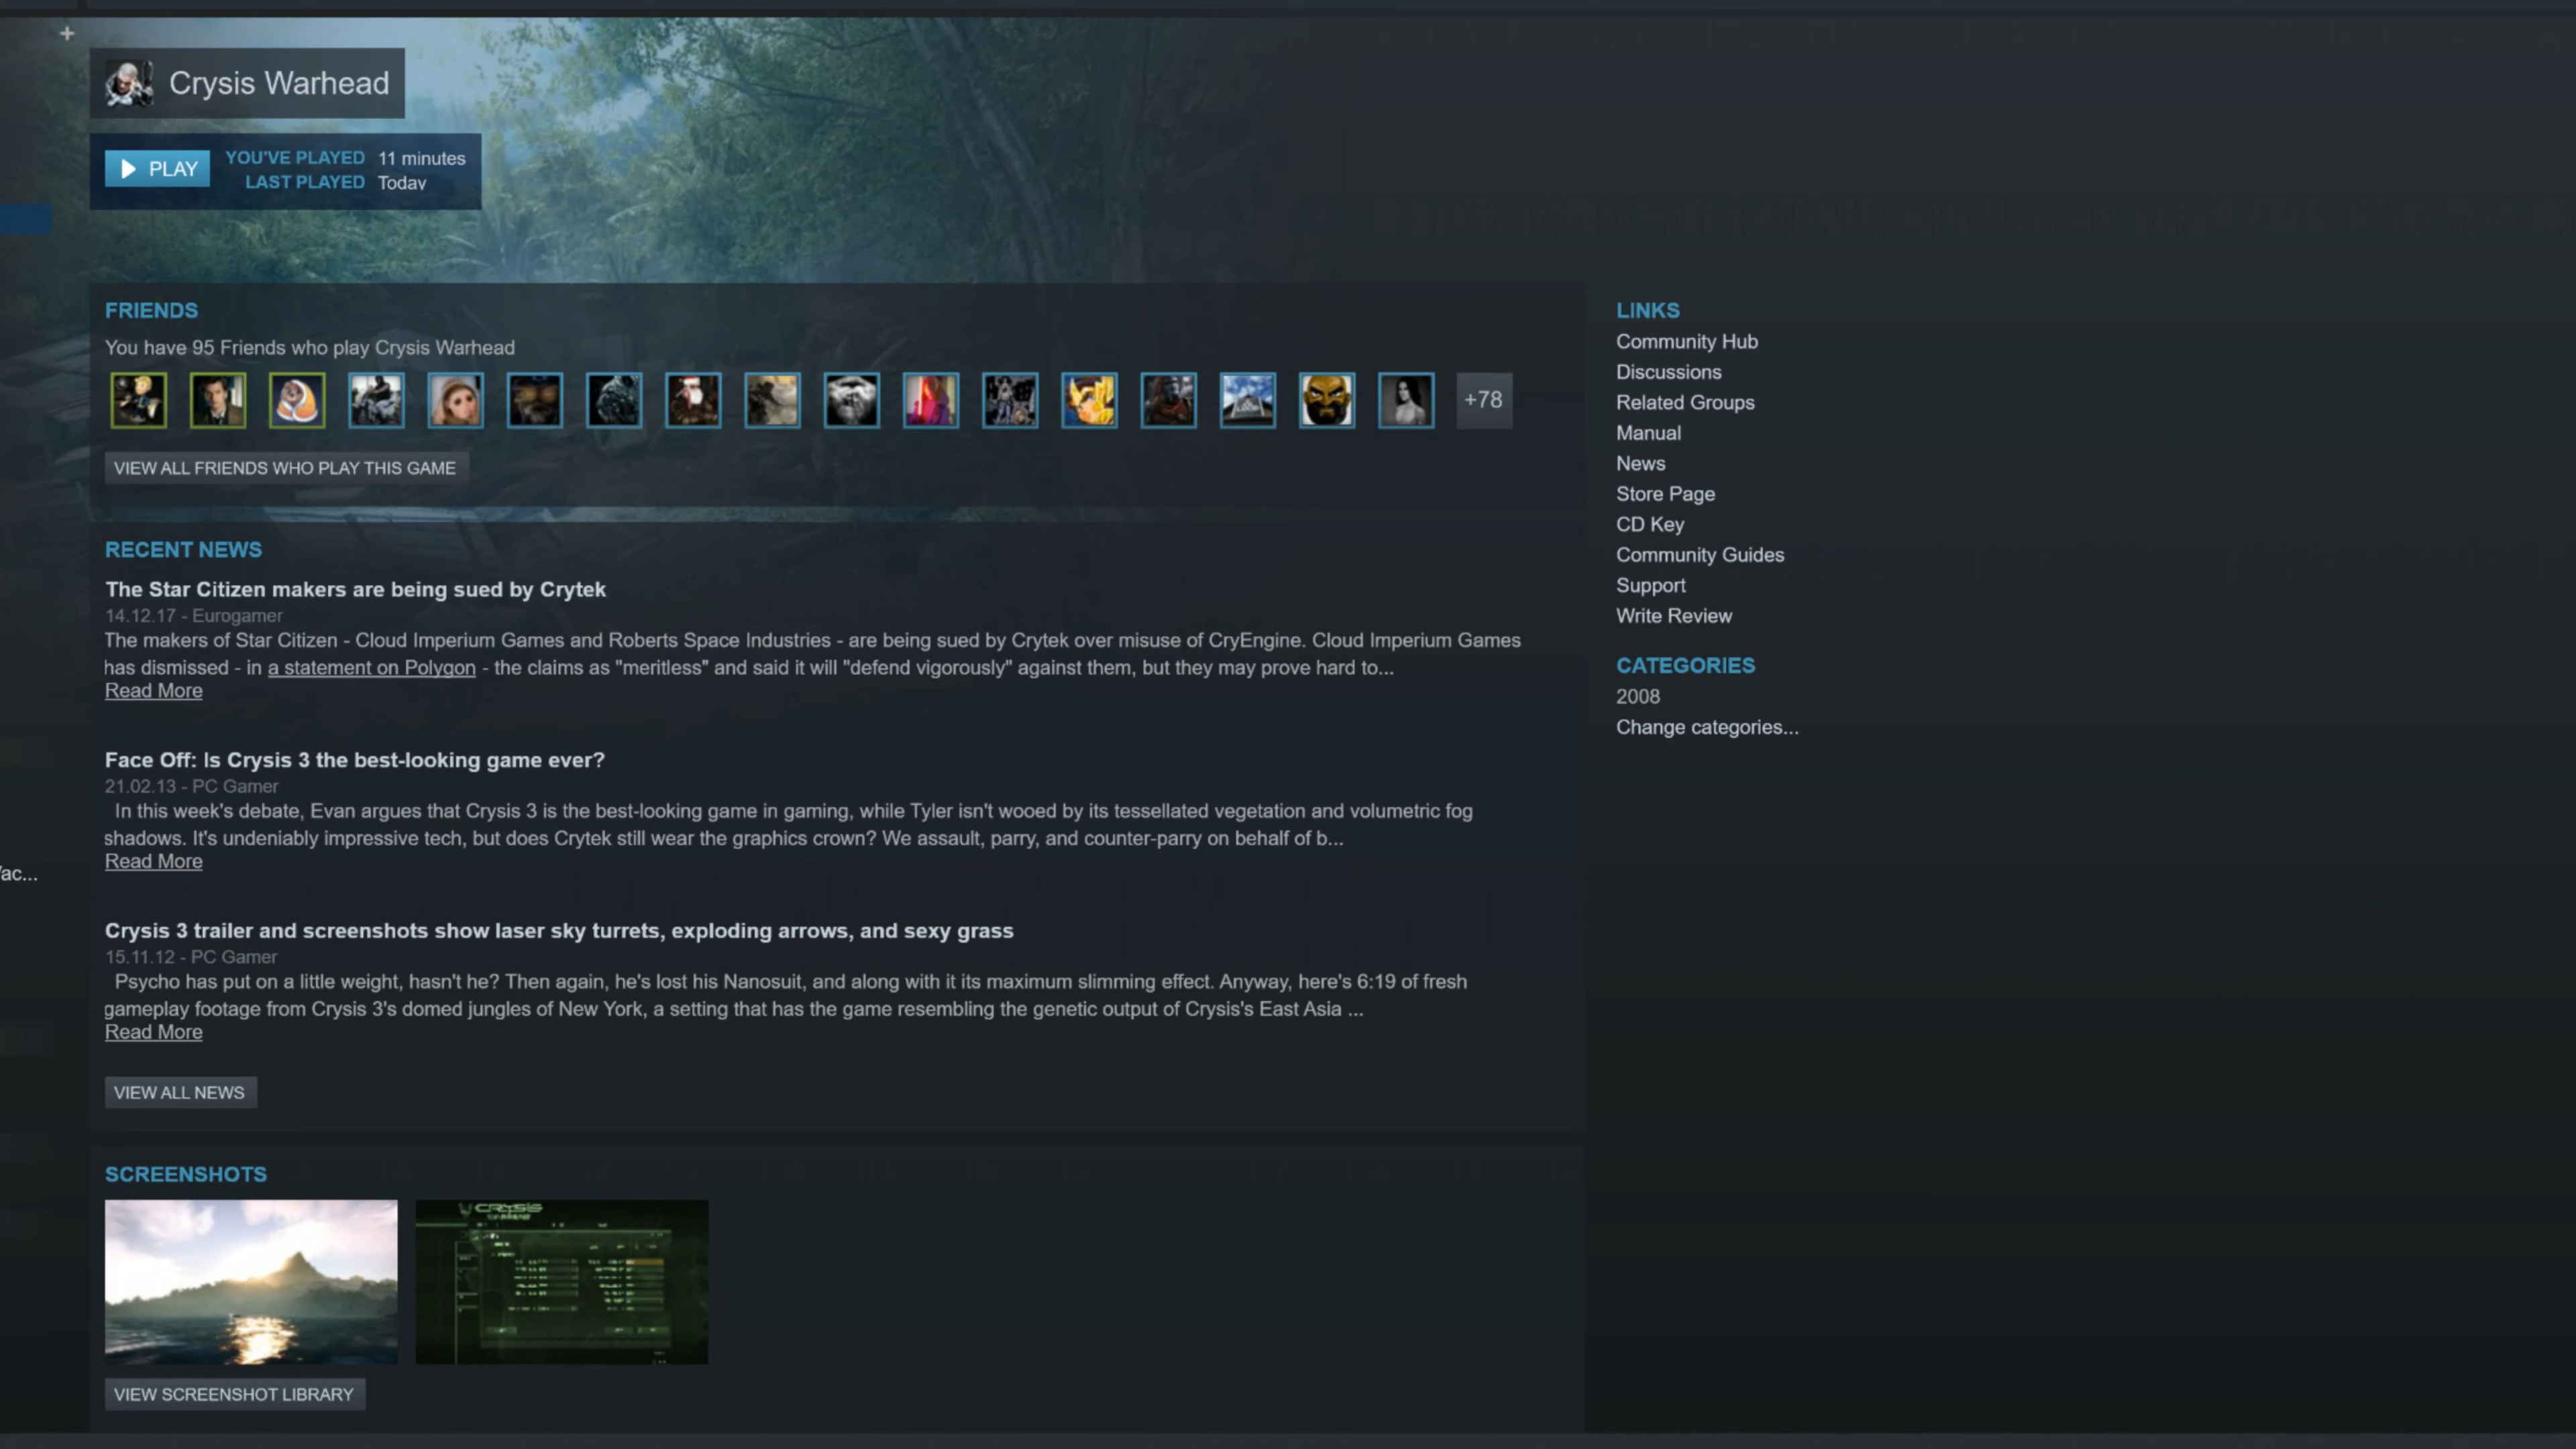 +
Crysis Warhead
PLAY
YOU'VE PLAYED 11 minutes
LAST PLAYED Today
FRIENDS
You have 95 Friends who play Crysis Warhead
+78
VIEW ALL FRIENDS WHO PLAY THIS GAME
RECENT NEWS
The Star Citizen makers are being sued by Crytek
14.12.17 - Eurogamer
The makers of Star Citizen - Cloud Imperium Games and Roberts Space Industries - are being sued by Crytek over misuse of CryEngine. Cloud Imperium Games
has dismissed - in a statement on Polygon - the claims as "meritless" and said it will "defend vigorously" against them, but they may prove hard to...
Read More
Face Off: Is Crysis 3 the best-looking game ever?
21.02.13 - PC Gamer
In this week's debate, Evan argues that Crysis 3 is the best-looking game in gaming, while Tyler isn't wooed by its tessellated vegetation and volumetric fog
shadows. It's undeniably impressive tech, but does Crytek still wear the graphics crown? We assault, parry, and counter-parry on behalf of b...
Read More
ac...
Crysis 3 trailer and screenshots show laser sky turrets, exploding arrows, and sexy grass
15.11.12 - PC Gamer
Psycho has put on a little weight, hasn't he? Then again, he's lost his Nanosuit, and along with it its maximum slimming effect. Anyway, here's 6:19 of fresh
gameplay footage from Crysis 3's domed jungles of New York, a setting that has the game resembling the genetic output of Crysis's East Asia ...
Read More
VIEW ALL NEWS
SCREENSHOTS
CRYSIS
VIEW SCREENSHOT LIBRARY
LINKS
Community Hub
Discussions
Related Groups
Manual
News
Store Page
CD Key
Community Guides
Support
Write Review
CATEGORIES
2008
Change categories...